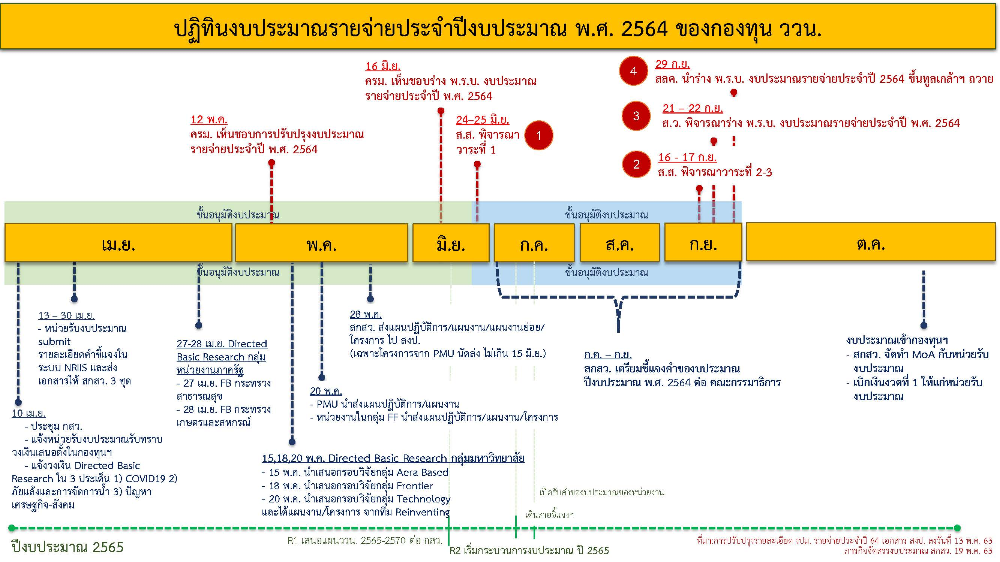 ปฏิทินงบประมาณรายจ่ายประจำปีงบประมาณ พ.ศ. 2564 ของกองทุน ววน.
16 มิ.ย.
ครม. เห็นชอบร่าง พ.ร.บ. งบประมาณ
รายจ่ายประจำปี พ.ศ. 2564
4
29 ก.ย.
สลค. นำร่าง พ.ร.บ. งบประมาณรายจ่ายประจำปี 2564 ขึ้นทูลเกล้าฯ ถวาย
12 พ.ค.
ครม. เห็นชอบการปรับปรุงงบประมาณ
รายจ่ายประจำปี พ.ศ. 2564
24–25 มิ.ย.
ส.ส. พิจารณา
วาระที่ 1
1
3
21 – 22 ก.ย.
ส.ว. พิจารณาร่าง พ.ร.บ. งบประมาณรายจ่ายประจำปี พ.ศ. 2564
2
16 - 17 ก.ย.
ส.ส. พิจารณาวาระที่ 2-3
ขั้นอนุมัติงบประมาณ
ขั้นอนุมัติงบประมาณ
เม.ย.
พ.ค.
มิ.ย.
ก.ค.
ส.ค.
ก.ย.
ต.ค.
ขั้นอนุมัติงบประมาณ
ขั้นอนุมัติงบประมาณ
13 – 30 เม.ย.
- หน่วยรับงบประมาณ
submit
รายละเอียดคำชี้แจงใน
ระบบ NRIIS และส่ง
เอกสารให้ สกสว. 3 ชุด
10 เม.ย.
- ประชุม กสว.
- แจ้งหน่วยรับงบประมาณรับทราบ
วงเงินเสนอตั้งในกองทุนฯ
- แจ้งวงเงิน Directed Basic
Research ใน 3 ประเด็น 1) COVID19 2)
ภัยแล้งและการจัดการน้ำ 3) ปัญหา
เศรษฐกิจ-สังคม
27-28 เม.ย. Directed
Basic Research กลุ่ม
หน่วยงานภาครัฐ
- 27 เม.ย. FB กระทรวง
สาธารณสุข
- 28 เม.ย. FB กระทรวง
เกษตรและสหกรณ์
28 พ.ค.
สกสว. ส่งแผนปฏิบัติการ/แผนงาน/แผนงานย่อย/
โครงการ ไป สงป.
(เฉพาะโครงการจาก PMU นัดส่ง ไม่เกิน 15 มิ.ย.)
20 พ.ค.
- PMU นำส่งแผนปฏิบัติการ/แผนงาน
- หน่วยงานในกลุ่ม FF นำส่งแผนปฏิบัติการ/แผนงาน/โครงการ
15,18,20 พ.ค. Directed Basic Research กลุ่มมหาวิทยาลัย
- 15 พ.ค. นำเสนอกรอบวิจัยกลุ่ม Aera Based
- 18 พ.ค. นำเสนอกรอบวิจัยกลุ่ม Frontier
- 20 พ.ค. นำเสนอกรอบวิจัยกลุ่ม Technology
และได้แผนงาน/โครงการ จากทีม Reinventing
ก.ค. – ก.ย.
สกสว. เตรียมชี้แจงคำของบประมาณ
ปีงบประมาณ พ.ศ. 2564 ต่อ คณะกรรมาธิการ
งบประมาณเข้ากองทุนฯ
- สกสว. จัดทำ MoA กับหน่วยรับ
งบประมาณ
- เบิกเงินงวดที่ 1 ให้แก่หน่วยรับ
งบประมาณ
เปิดรับคำของบประมาณของหน่วยงาน
เดินสายชี้แจงฯ
ปีงบประมาณ 2565
R1 เสนอแผนววน. 2565-2570 ต่อ กสว.
R2 เริ่มกระบวนการงบประมาณ ปี 2565
ที่มา:การปรับปรุงรายละเอียด งปม. รายจ่ายประจำปี 64 เอกสาร สงป. ลงวันที่ 13 พ.ค. 63
ภารกิจจัดสรรงบประมาณ สกสว. 19 พ.ค. 63